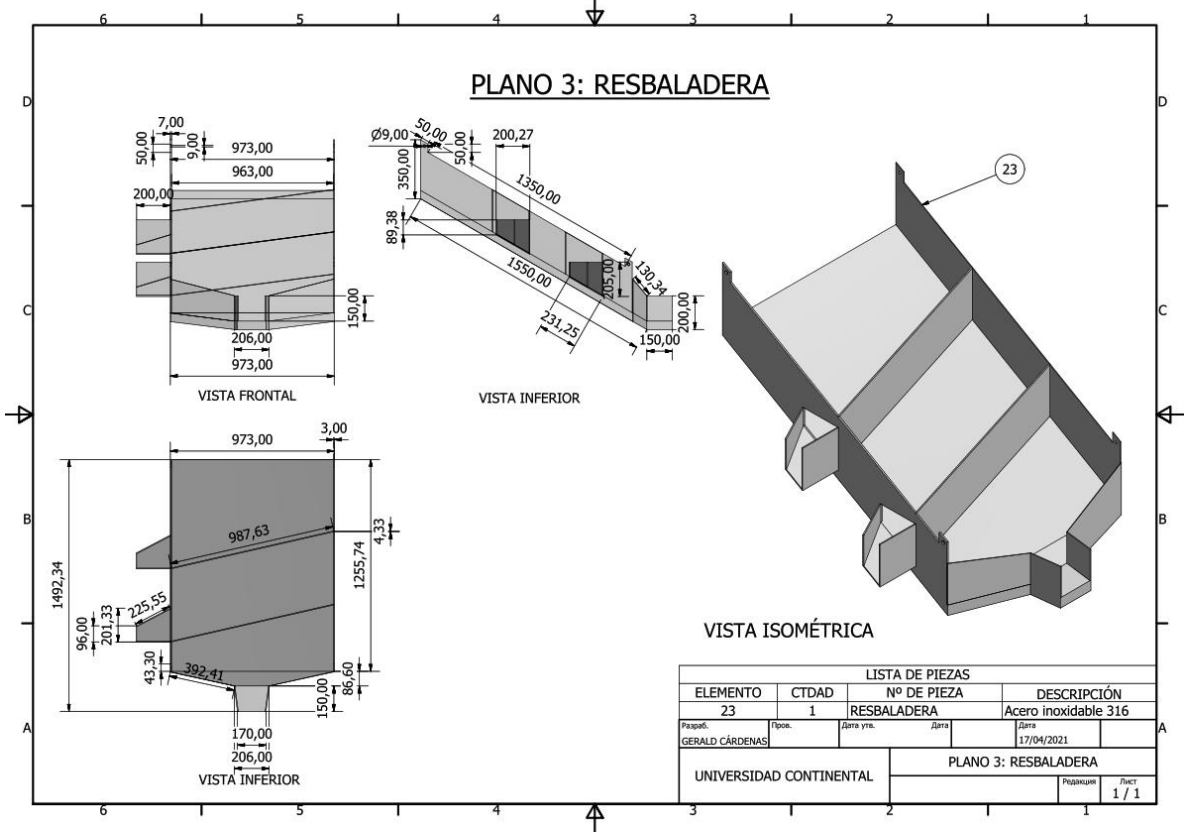 6 5 4 3 2 1
D D
C C
B B
A A
PLANO 3: RESBALADERA
7,00
50,00
9,00
973,00
963,00
200,00
150,00
206,00
973,00
VISTA FRONTAL
Ø9,00
50,00
50,00
200,27
350,00
1350,00
89,38
1550,00
205,00
130,34
231,25
200,00
150,00
VISTA INFERIOR
23
VISTA ISOMÉTRICA
973,00
3,00
987,63
4,33
1492,34
1255,74
225,55
201,33
96,00
43,30
392,41
86,60
150,00
170,00
206,00
VISTA INFERIOR
LISTA DE PIEZAS
ELEMENTO CTDAD Nº DE PIEZA DESCRIPCIÓN
23 1 RESBALADERA Acero inoxidable 316
Разраб. Пров. Дата утв. Дата Дата
GERALD CÁRDENAS 17/04/2021
UNIVERSIDAD CONTINENTAL
PLANO 3: RESBALADERA
Редакция Лист
1 / 1
6 5 4 3 2 1